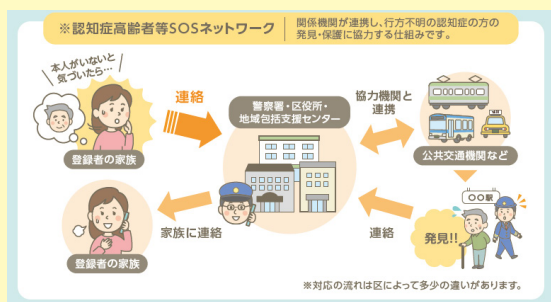 ※認知症高齢者等SOSネットワーク
関係機関が連携し、行方不明の認知症の方の
発見・保護に協力する仕組みです。
本人がいないと
気づいたら…
登録者の家族
連絡
警察署・区役所・
地域包括支援センター
協力機関と
連携
公共交通機関など
〇〇駅
発見!!
連絡
家族に連絡
登録者の家族
※対応の流れは区によって多少の違いがあります。